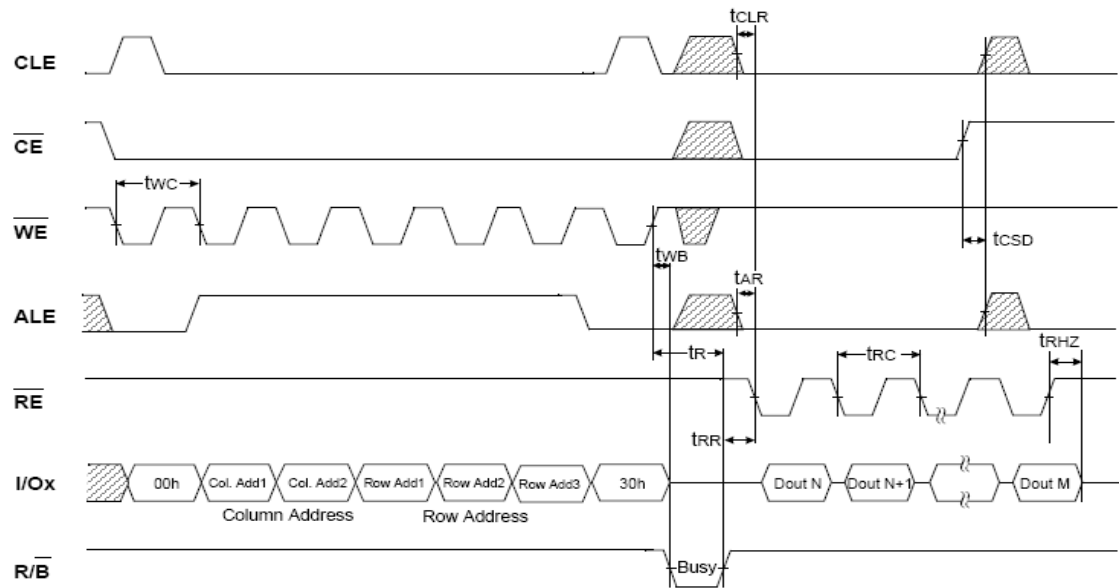 tCLR
CLE
CE
tWC
WE
tCSD
tWB
tAR
ALE
tRHZ
tR
tRC
RE
tRR
I/Ox 00h Col. Add1 Col. Add2 Row Add1 Row Add2 Row Add3 30h Dout N Dout N+1 Dout M
Column Address Row Address
R/B Busy